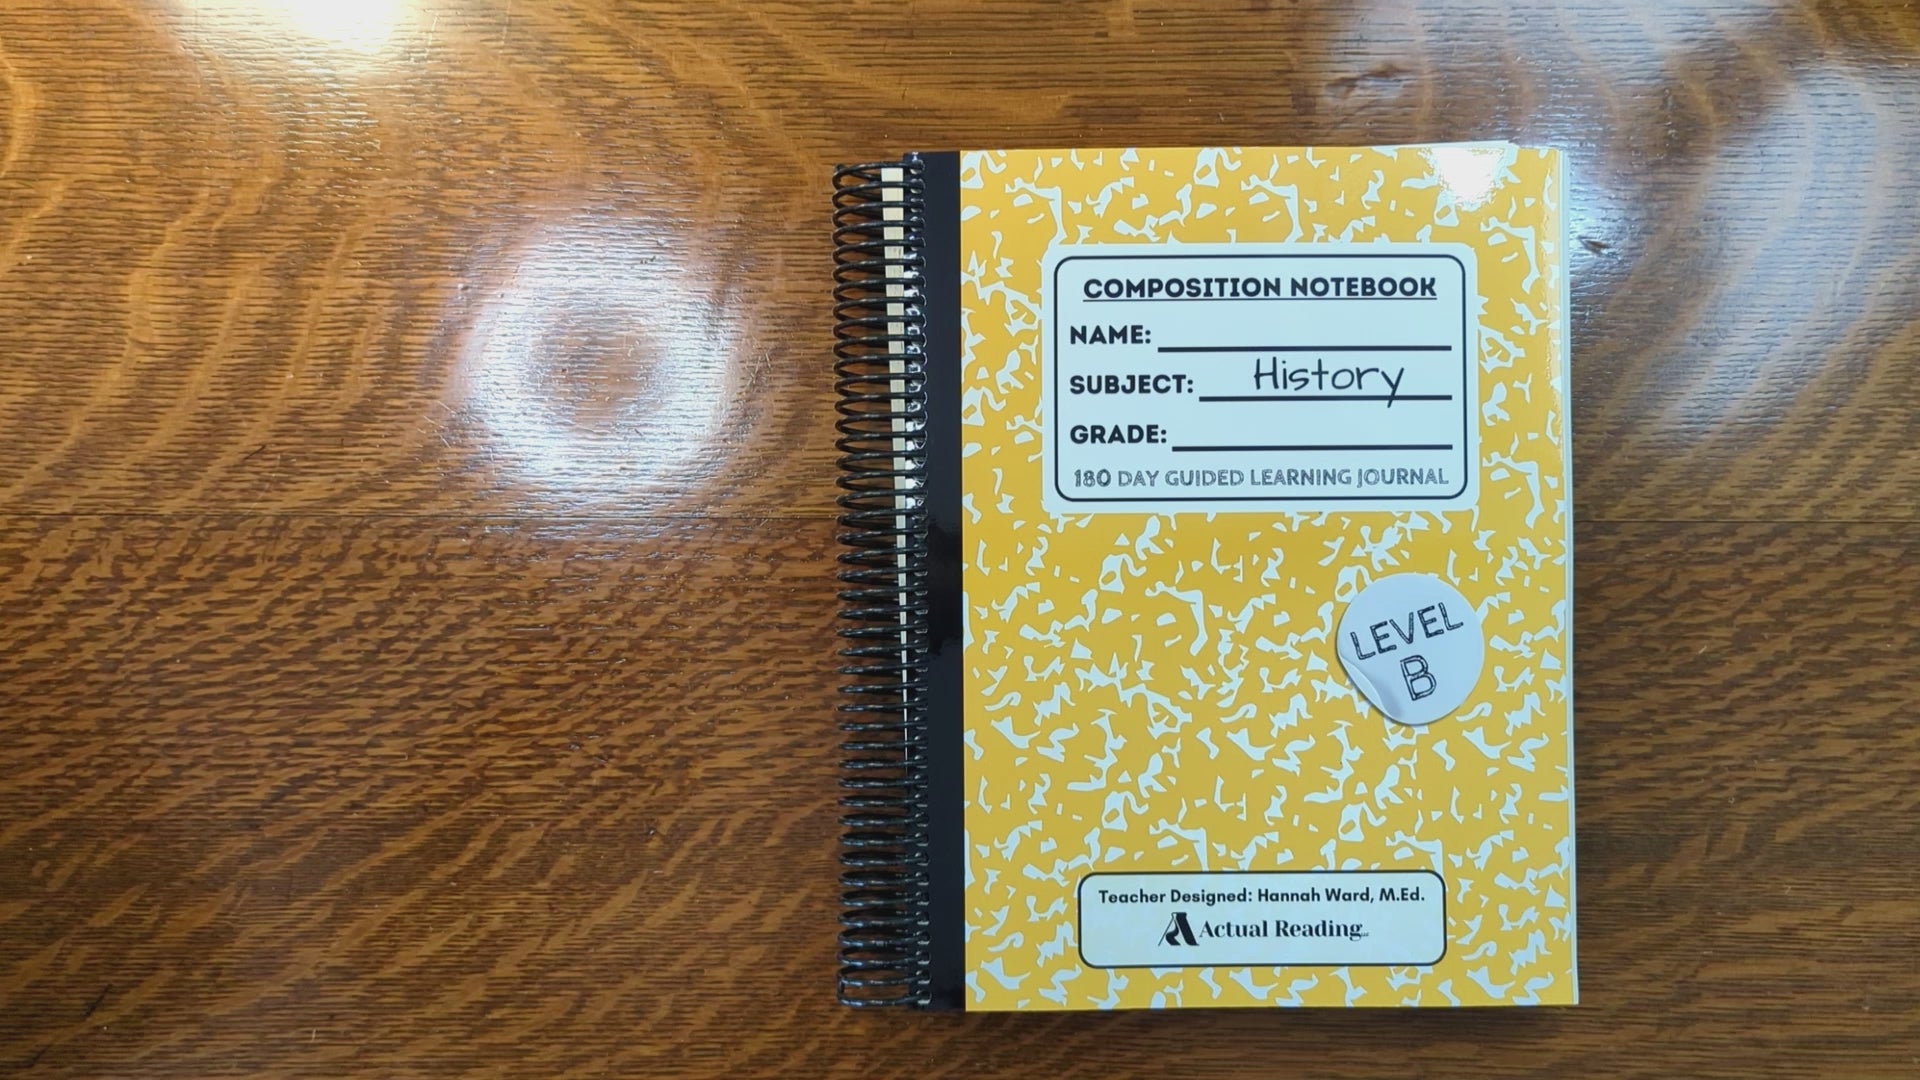 COMPOSITION NOTEBOOK
NAME:
SUBJECT: History
GRADE:
180 DAY GUIDED LEARNING JOURNAL
LEVEL
B
Teacher Designed: Hannah Ward, M.Ed.
Actual Reading